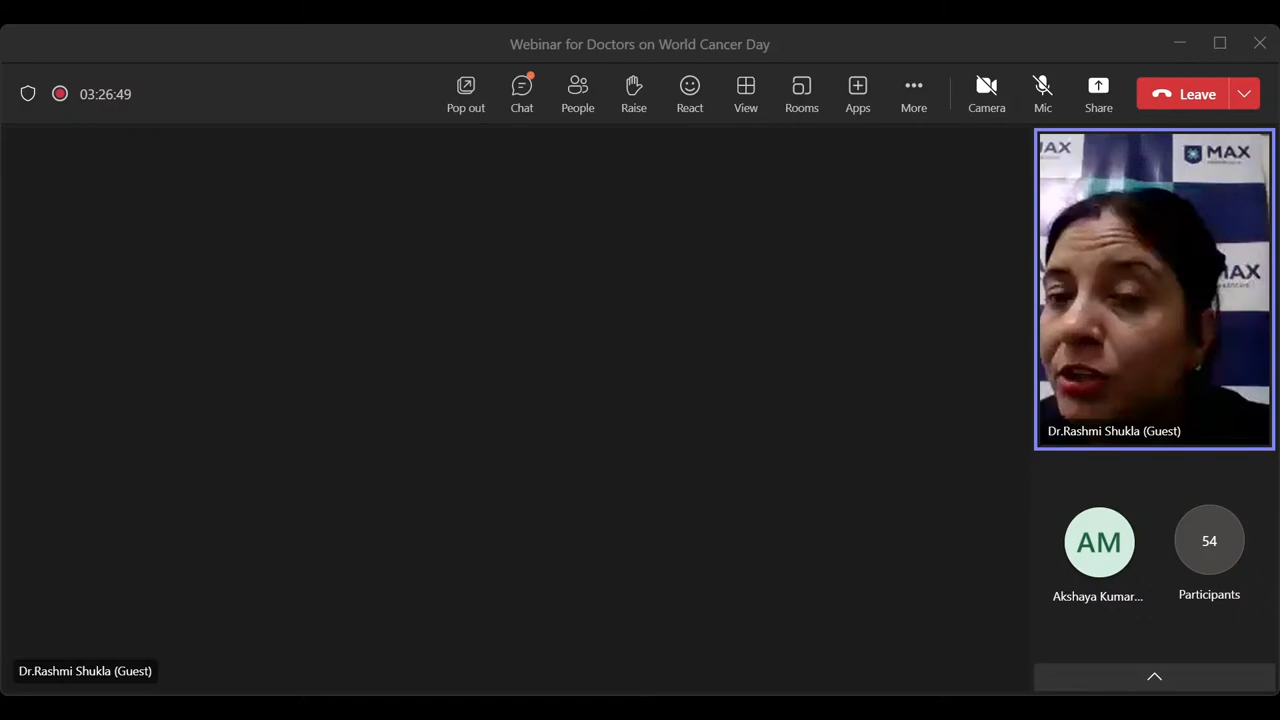 Webinar for Doctors on World Cancer Day
03:26:49
Pop out
Chat
People
Raise
React
View
Rooms
Apps
More
Camera
Mic
Share
Leave
MAX
MAX
Dr.Rashmi Shukla (Guest)
AM
54
Akshaya Kumar...
Participants
Dr.Rashmi Shukla (Guest)